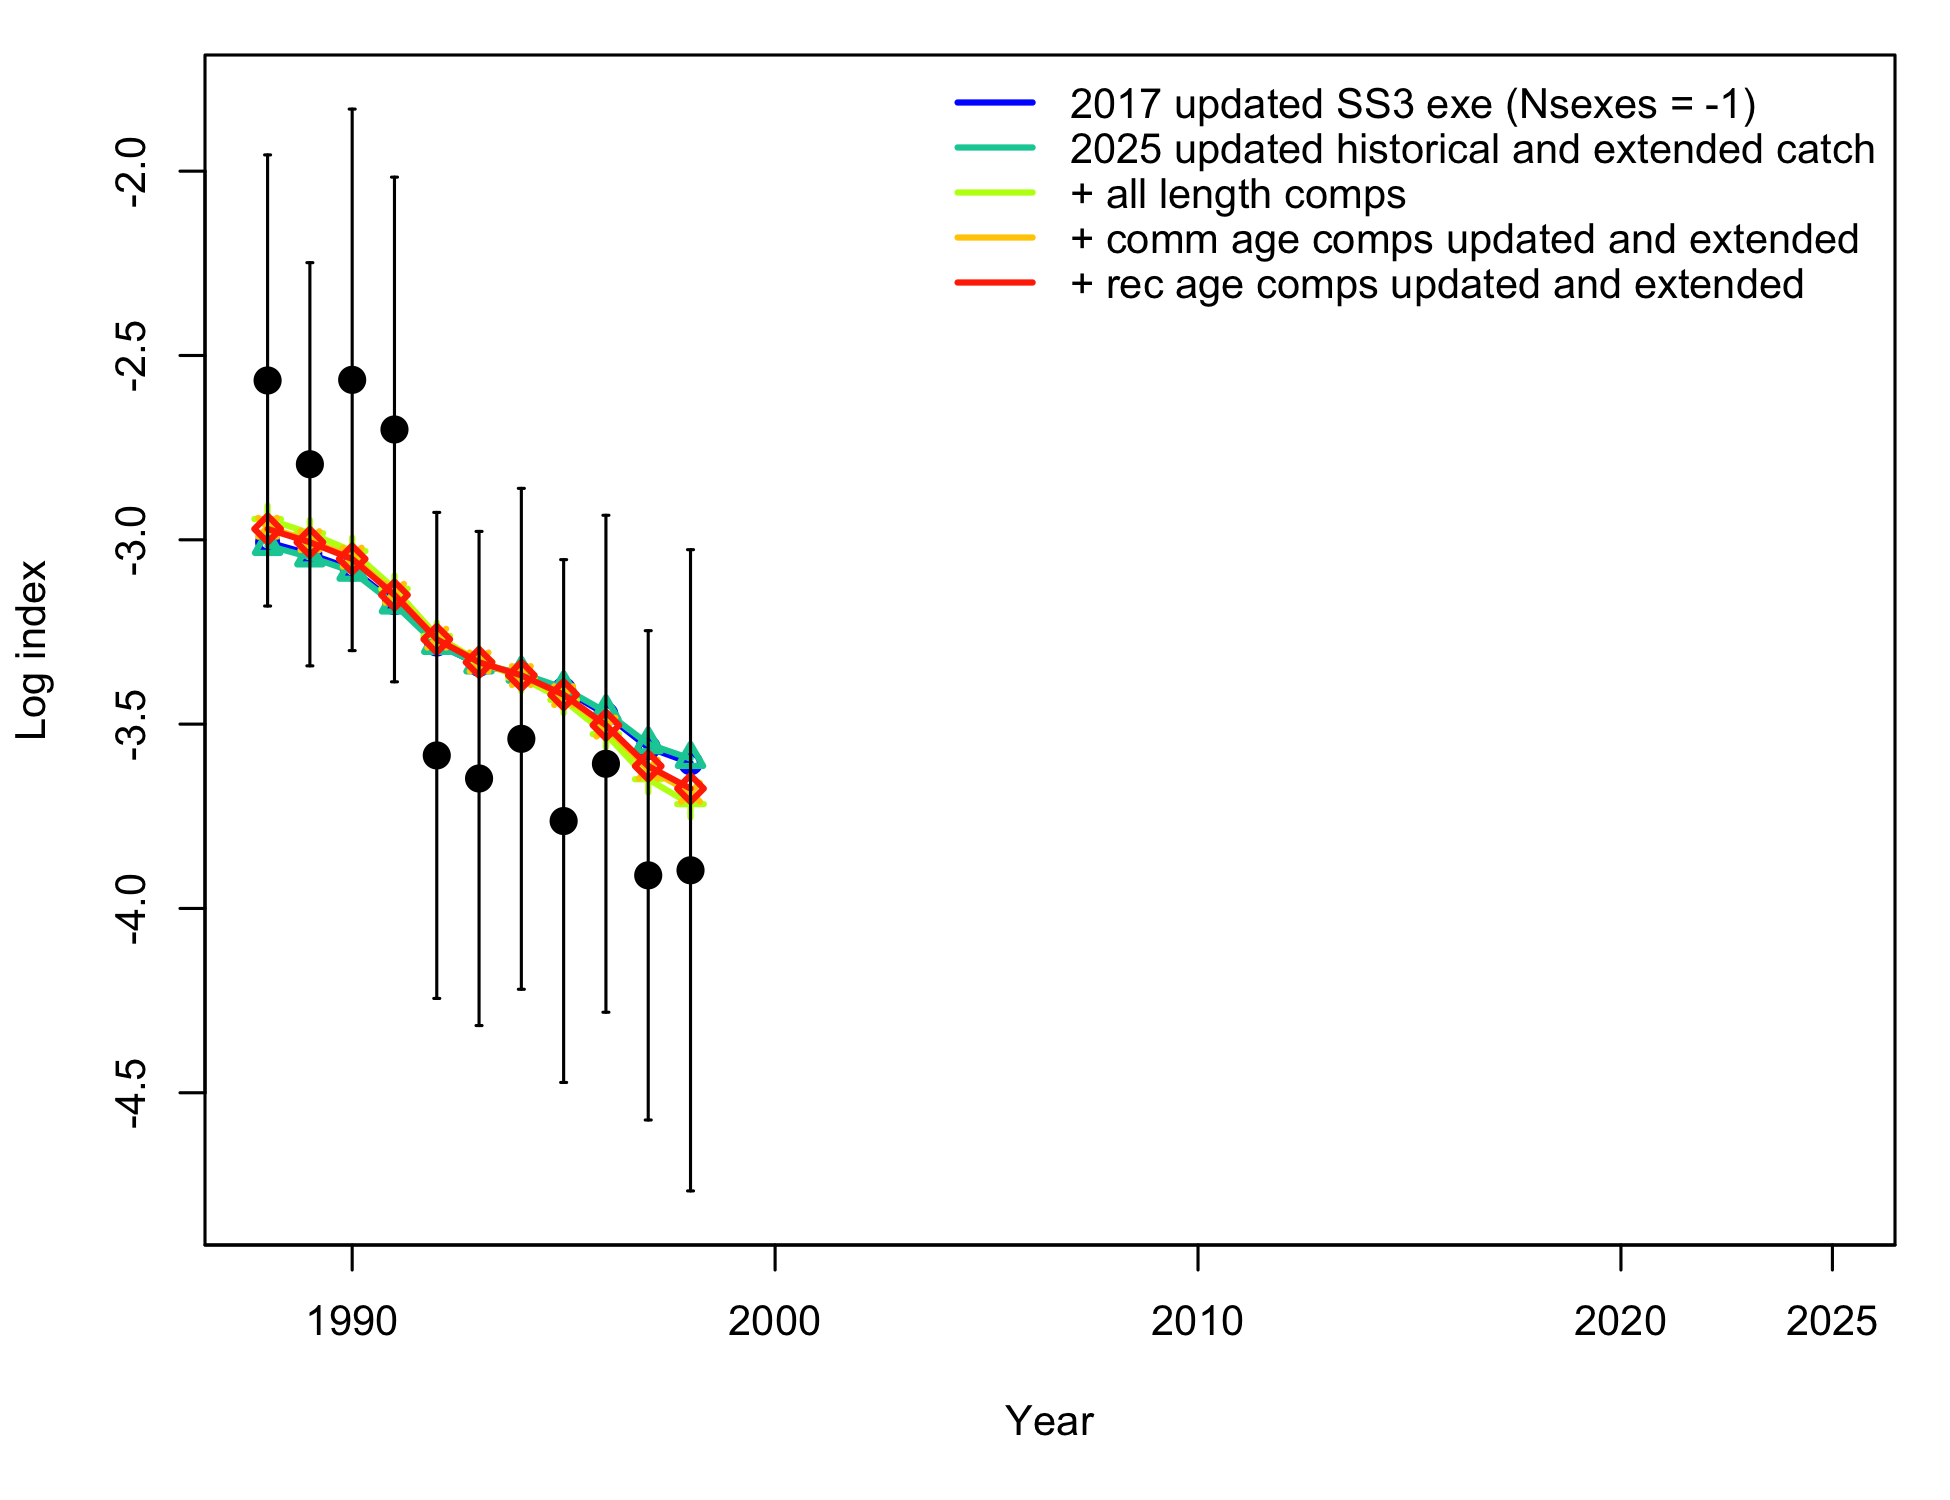 2017 updated SS3 exe (Nsexes = -1)
2025 updated historical and extended catch
+ all length comps
+ comm age comps updated and extended
+ rec age comps updated and extended
-2.0
-2.5
-3.0
-3.5
-4.0
-4.5
Log index
1990 2000 2010 2020 2025
Year